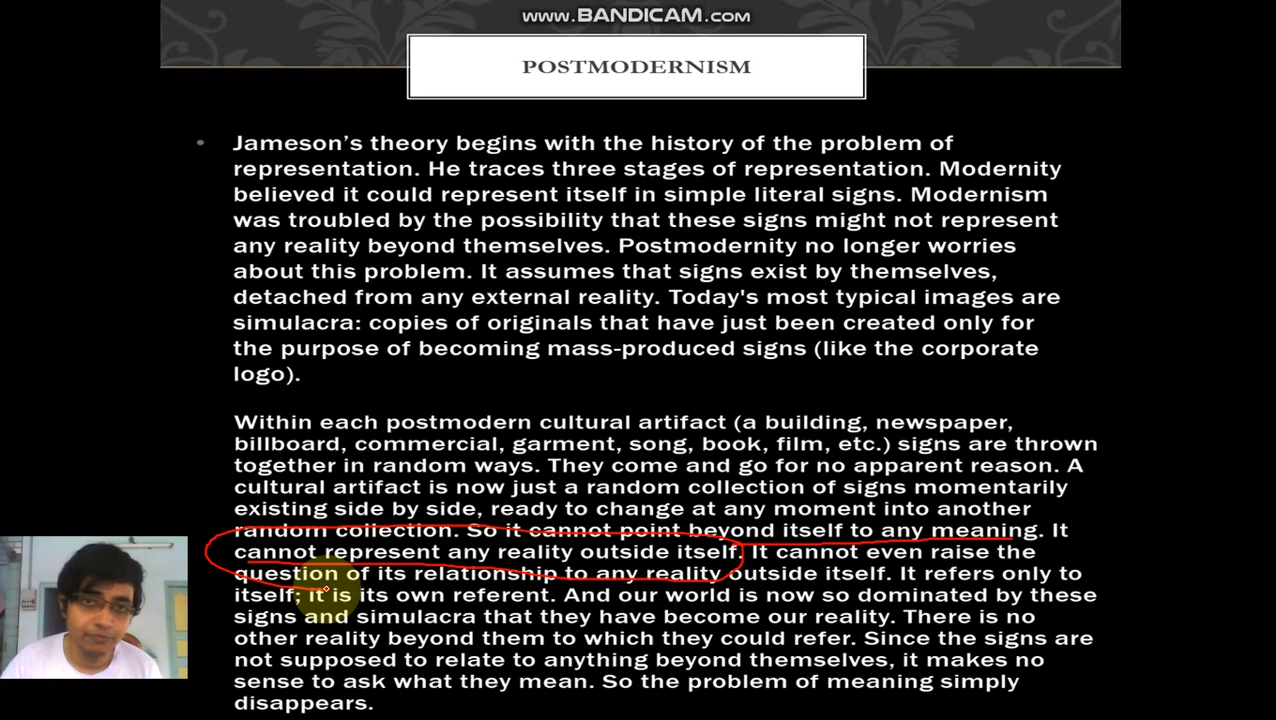 www.BANDICAM.com
POSTMODERNISM
• Jameson's theory begins with the history of the problem of
representation. He traces three stages of representation. Modernity
believed it could represent itself in simple literal signs. Modernism
was troubled by the possibility that these signs might not represent
any reality beyond themselves. Postmodernity no longer worries
about this problem. It assumes that signs exist by themselves,
detached from any external reality. Today's most typical images are
simulacra: copies of originals that have just been created only for
the purpose of becoming mass-produced signs (like the corporate
logo).
Within each postmodern cultural artifact (a building, newspaper,
billboard, commercial, garment, song, book, film, etc.) signs are thrown
together in random ways. They come and go for no apparent reason. A
cultural artifact is now just a random collection of signs momentarily
existing side by side, ready to change at any moment into another
random collection. So it cannot point beyond itself to any meaning. It
cannot represent any reality outside itself. It cannot even raise the
question of its relationship to any reality outside itself. It refers only to
itself; it is its own referent. And our world is now so dominated by these
signs and simulacra that they have become our reality. There is no
other reality beyond them to which they could refer. Since the signs are
not supposed to relate to anything beyond themselves, it makes no
sense to ask what they mean. So the problem of meaning simply
disappears.